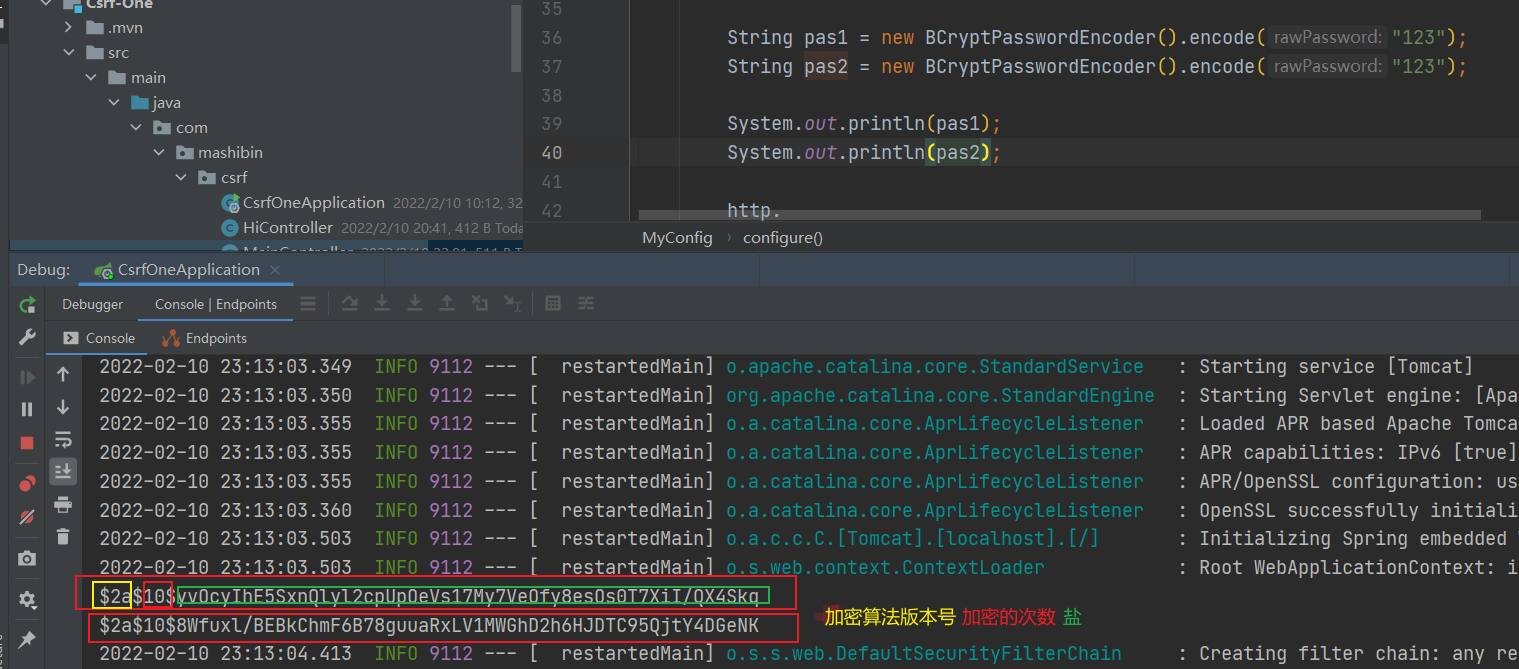 Csrf-One
.mvn
src
main
java
com
mashibin
csrf
CsrfOneApplication 2022/2/10 10:12, 32
HiController 2022/2/10 20:41, 412 B Toda
35
36 String pas1 = new BCryptPasswordEncoder().encode( rawPassword: "123");
37 String pas2 = new BCryptPasswordEncoder().encode( rawPassword: "123");
38
39 System.out.println(pas1);
40 System.out.println(pas2);
41
42 http.
MyConfig › configure()
Debug: CsrfOneApplication
Debugger Console | Endpoints
Console Endpoints
2022-02-10 23:13:03.349 INFO 9112 --- [ restartedMain] o.apache.catalina.core.StandardService : Starting service [Tomcat]
2022-02-10 23:13:03.350 INFO 9112 --- [ restartedMain] org.apache.catalina.core.StandardEngine : Starting Servlet engine: [Apa
2022-02-10 23:13:03.355 INFO 9112 --- [ restartedMain] o.a.catalina.core.AprLifecycleListener : Loaded APR based Apache Tomca
2022-02-10 23:13:03.355 INFO 9112 --- [ restartedMain] o.a.catalina.core.AprLifecycleListener : APR capabilities: IPv6 [true]
2022-02-10 23:13:03.355 INFO 9112 --- [ restartedMain] o.a.catalina.core.AprLifecycleListener : APR/OpenSSL configuration: us
2022-02-10 23:13:03.360 INFO 9112 --- [ restartedMain] o.a.catalina.core.AprLifecycleListener : OpenSSL successfully initiali
2022-02-10 23:13:03.503 INFO 9112 --- [ restartedMain] o.a.c.c.C.[Tomcat].[localhost].[/] : Initializing Spring embedded
2022-02-10 23:13:03.503 INFO 9112 --- [ restartedMain] o.s.web.context.ContextLoader : Root WebApplicationContext: i
$2a$10$yvOcyIhE5SxnQlyl2cpUpOeVs17My7VeOfy8esOs0T7XiI/QX4Skq
$2a$10$8Wfuxl/BEBkChmF6B78guuaRxLV1MWGhD2h6HJDTC95QjtY4DGeNK
加密算法版本号 加密的次数 盐
2022-02-10 23:13:04.413 INFO 9112 --- [ restartedMain] o.s.s.web.DefaultSecurityFilterChain : Creating filter chain: any re